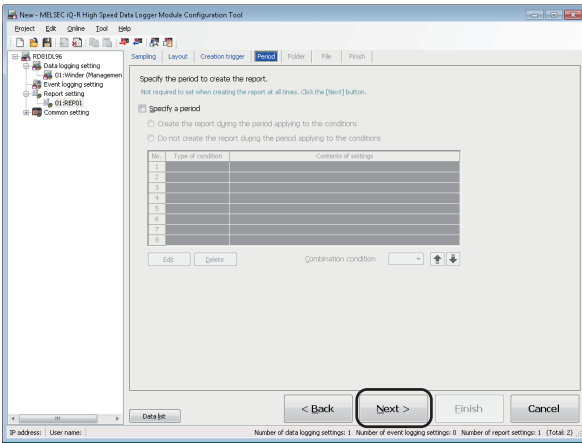 New - MELSEC iQ-R High Speed Data Logger Module Configuration Tool
Project Edit Online Tool Help
RD81DL96
Data logging setting
01:Winder (Managemen
Event logging setting
Report setting
01:REP01
Common setting
Sampling Layout Creation trigger Period Folder File Finish
Specify the period to create the report.
Not required to set when creating the report at all times. Click the [Next] button.
Specify a period
Create the report during the period applying to the conditions
Do not create the report during the period applying to the conditions
No. Type of condition Contents of settings
1
2
3
4
5
6
7
8
Edit Delete Combination condition
Data list
< Back Next > Finish Cancel
IP address: User name: Number of data logging settings: 1 Number of event logging settings: 0 Number of report settings: 1 (Total: 2)